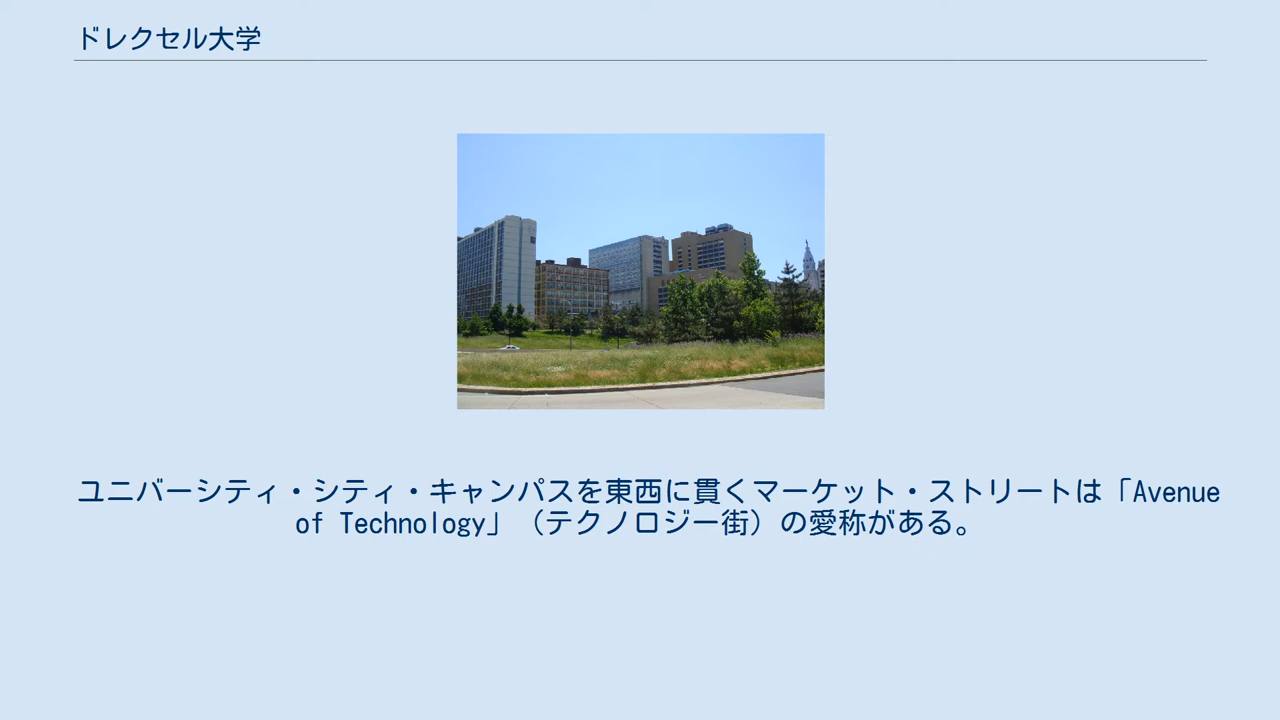 ドレクセル大学
ユニバーシティ・シティ・キャンパスを東西に貫くマーケット・ストリートは「Avenue
of Technology」（テクノロジー街）の愛称がある。